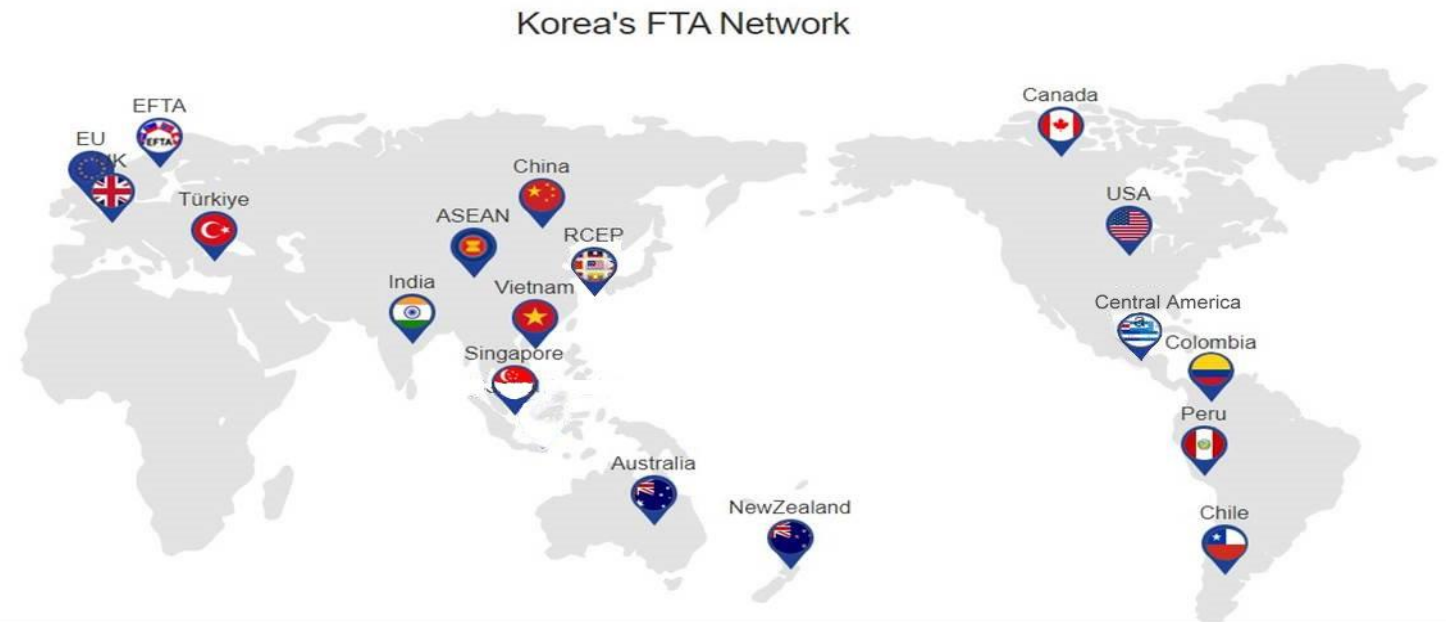 Korea's FTA Network
Canada
EFTA
EU
China
USA
Türkiye
ASEAN
RCEP
India
Vietnam
Central America
Colombia
Singapore
Peru
Australia
NewZealand
Chile
EFTA